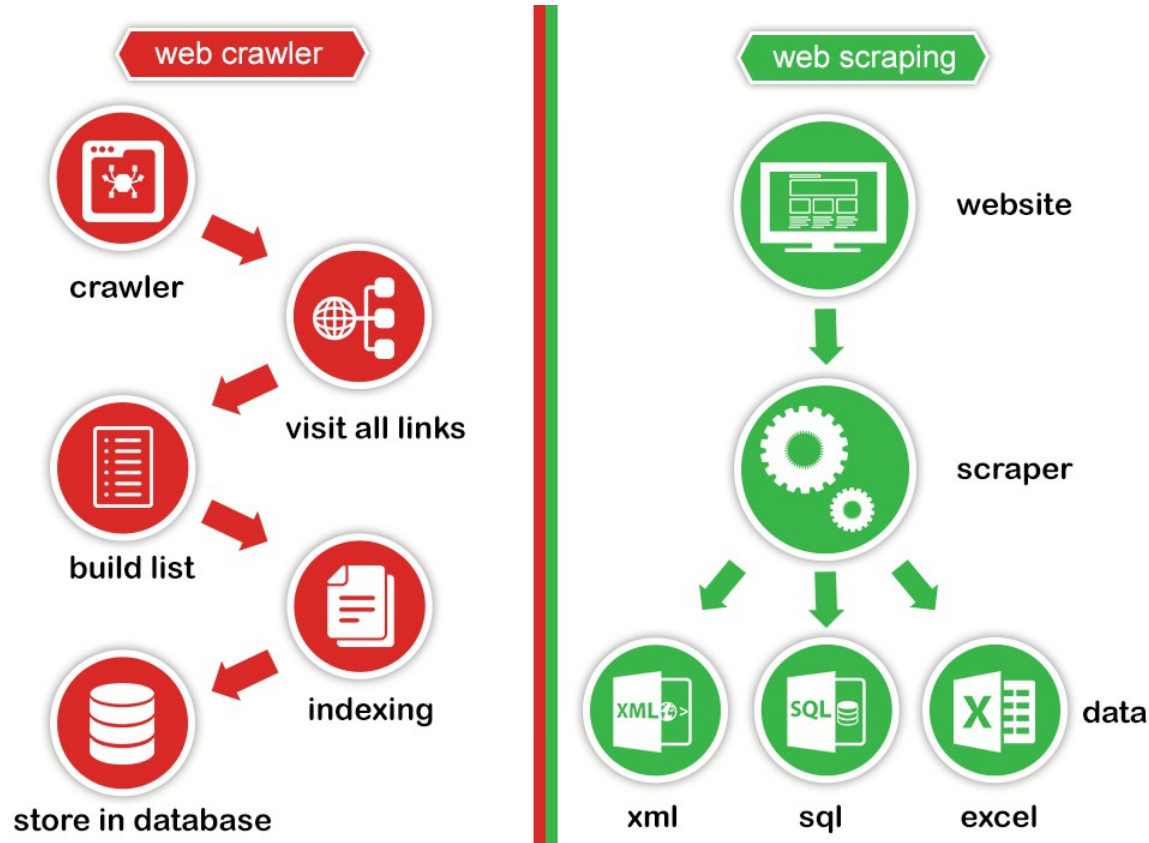 web crawler
crawler
visit all links
build list
indexing
store in database
web scraping
website
scraper
XML
SQL
X
data
xml
sql
excel